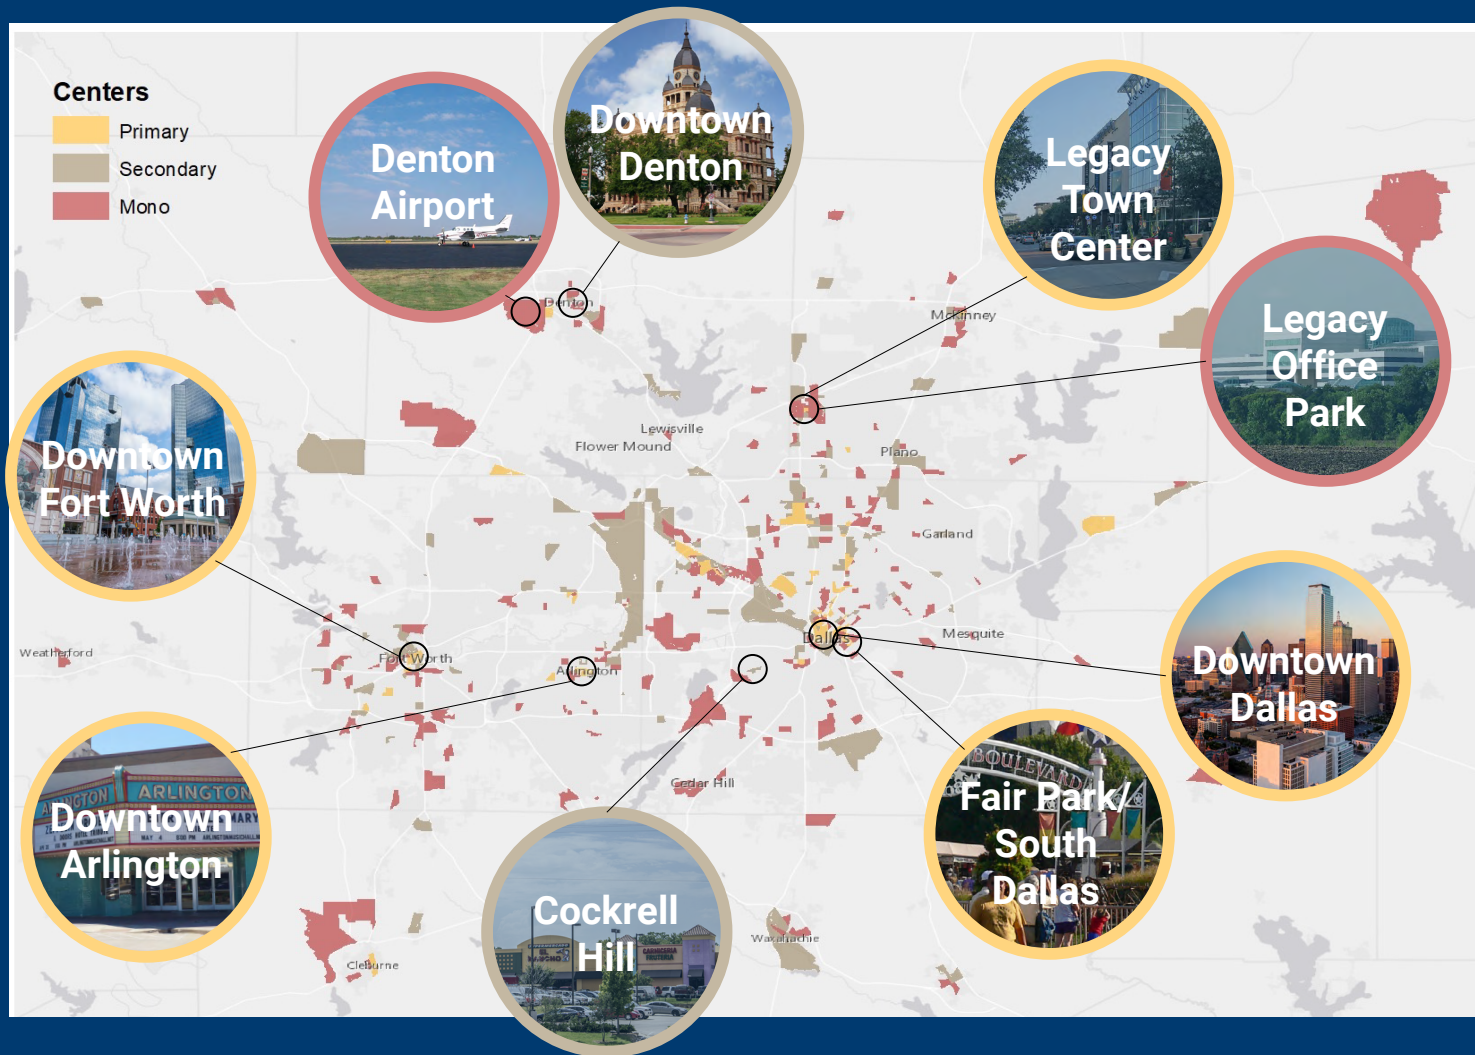 Centers
Primary
Secondary
Mono
Denton
Airport
Downtown
Denton
Legacy
Town
Center
Legacy
Office
Park
Denton
McKinney
Lewisville
Flower Mound
Plano
Downtown
Fort Worth
Garland
Weatherford
Fort Worth
Arlington
Dallas
Mesquite
Downtown
Dallas
Cedar Hill
ARLINGTON
ARLINGTON
Downtown
Arlington
BOULEVARD
Fair Park/
South
Dallas
Cockrell
Hill
Waxahachie
Cleburne